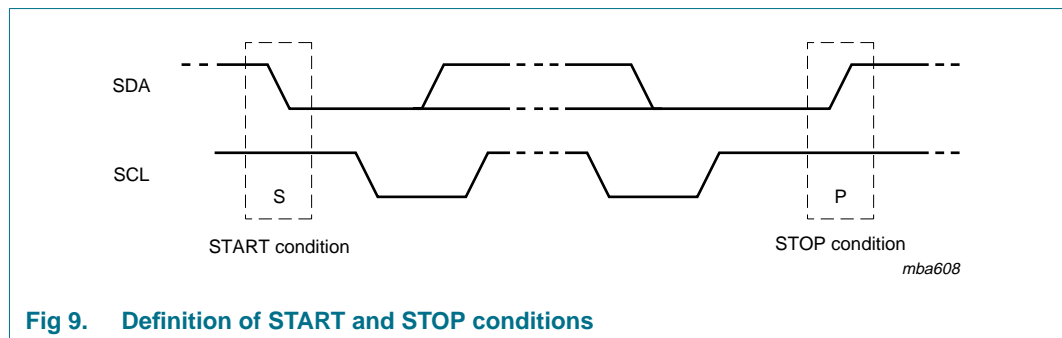 SDA
SCL
S
P
START condition
STOP condition
mba608
Fig 9. Definition of START and STOP conditions